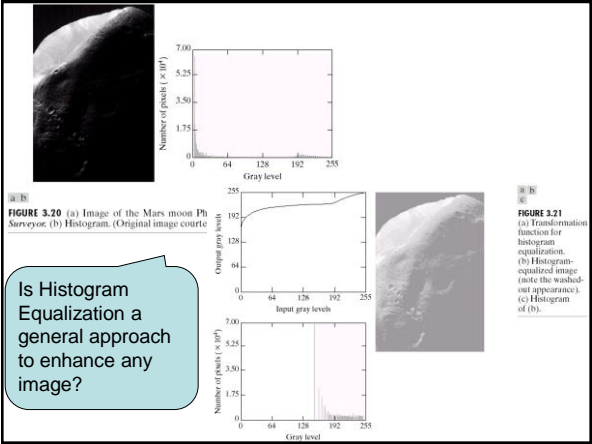 7.00
5.25
3.50
1.75
0
Number of pixels ( × 10⁴)
0 64 128 192 255
Gray level
a b
FIGURE 3.20 (a) Image of the Mars moon Ph
Surveyor. (b) Histogram. (Original image courte
255
192
128
64
0
Output gray levels
0 64 128 192 255
Input gray levels
a b
c
FIGURE 3.21
(a) Transformation
function for
histogram
equalization.
(b) Histogram-
equalized image
(note the washed-
out appearance).
(c) Histogram
of (b).
Is Histogram
Equalization a
general approach
to enhance any
image?
7.00
5.25
3.50
1.75
0
Number of pixels ( × 10⁴)
0 64 128 192 255
Gray level